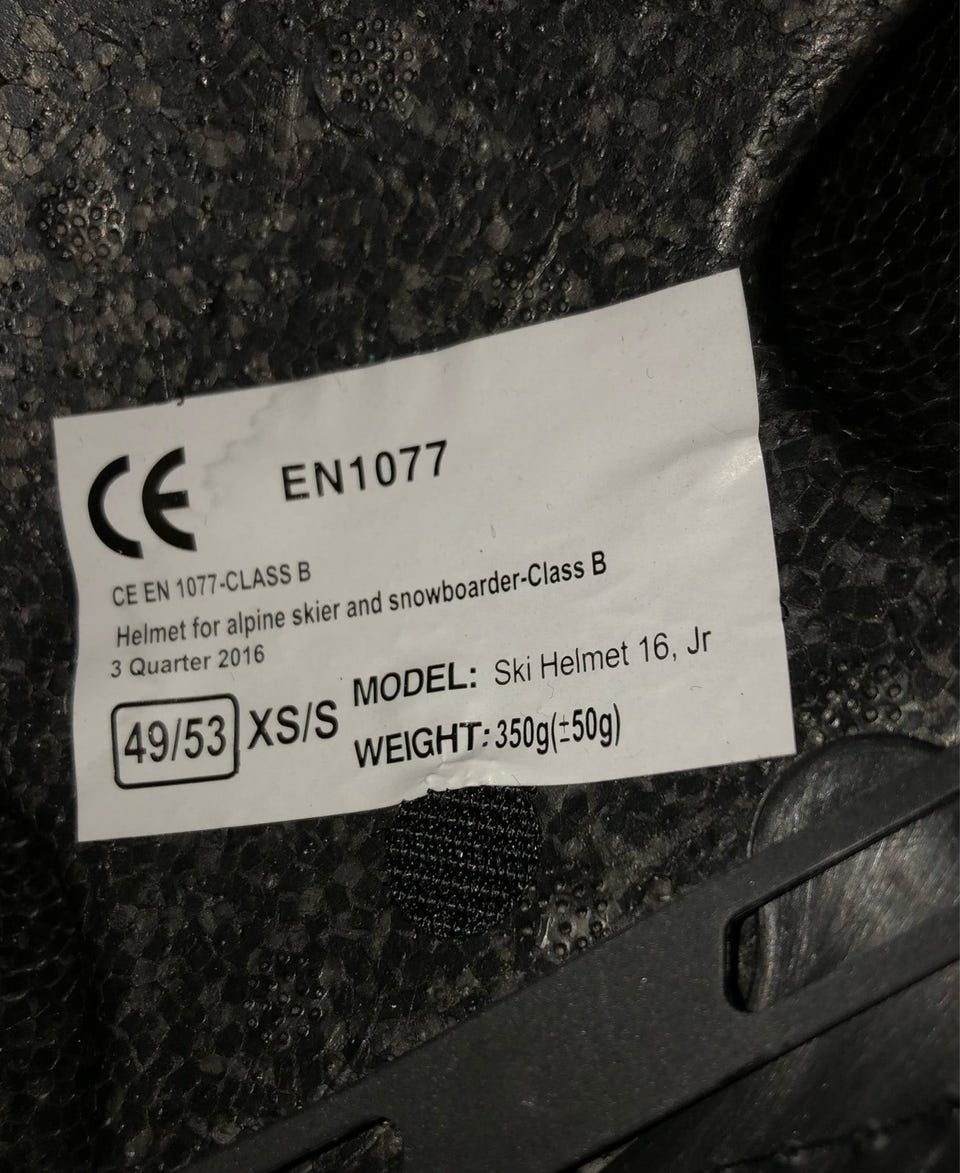 CE EN1077
CE EN 1077-CLASS B
Helmet for alpine skier and snowboarder-Class B
3 Quarter 2016
49/53 XS/S
MODEL: Ski Helmet 16, Jr
WEIGHT: 350g(±50g)